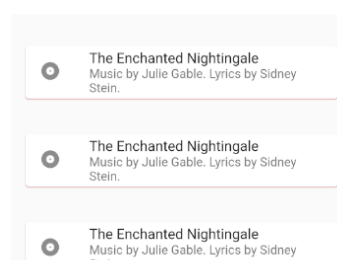 The Enchanted Nightingale
Music by Julie Gable. Lyrics by Sidney
Stein.
The Enchanted Nightingale
Music by Julie Gable. Lyrics by Sidney
Stein.
The Enchanted Nightingale
Music by Julie Gable. Lyrics by Sidney